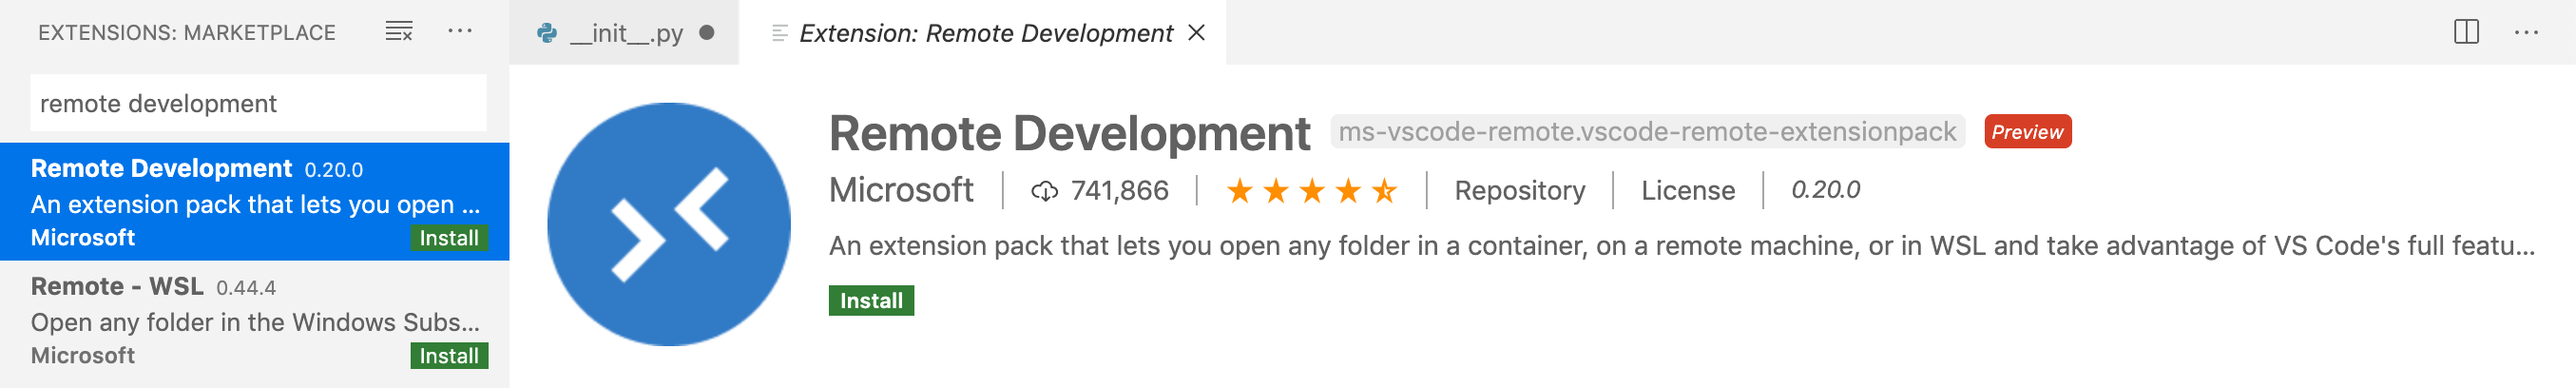 EXTENSIONS: MARKETPLACE
remote development
Remote Development 0.20.0
An extension pack that lets you open ...
Microsoft Install
Remote - WSL 0.44.4
Open any folder in the Windows Subs...
Microsoft Install
__init__.py Extension: Remote Development
Remote Development ms-vscode-remote.vscode-remote-extensionpack Preview
Microsoft 741,866 Repository License 0.20.0
An extension pack that lets you open any folder in a container, on a remote machine, or in WSL and take advantage of VS Code's full featu...
Install